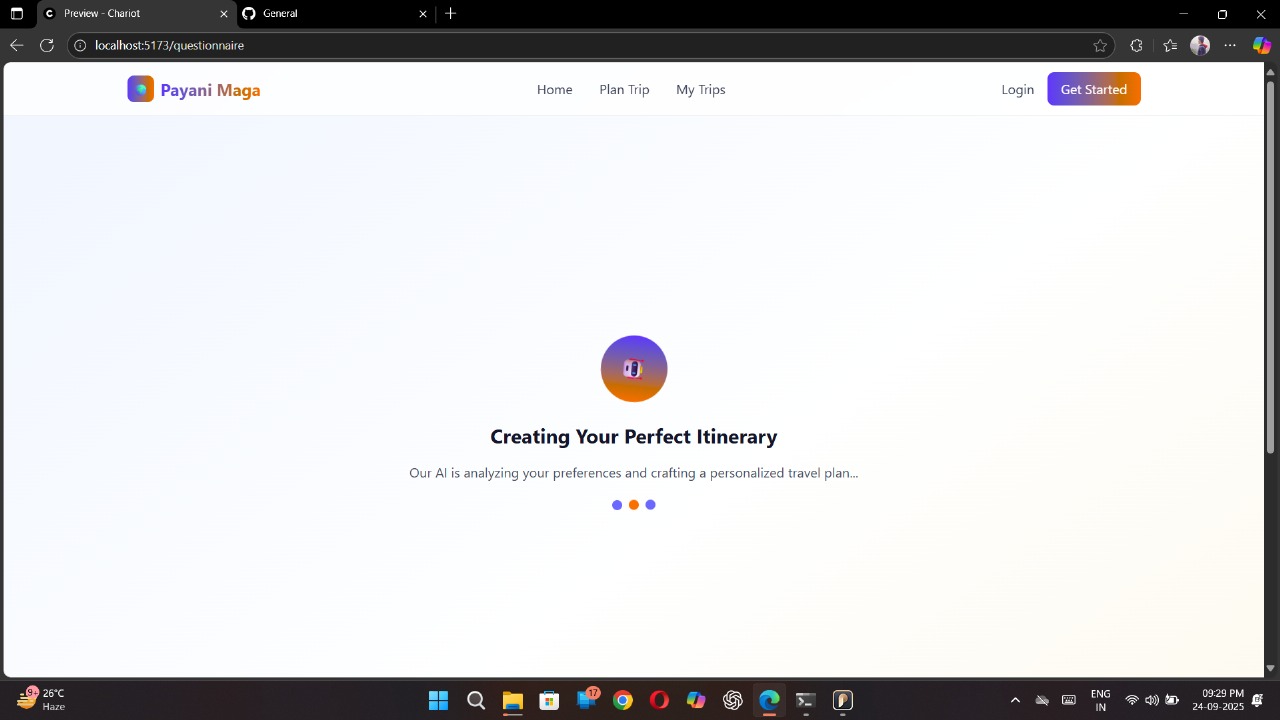 Preview - Chariot
General
localhost:5173/questionnaire
Payani Maga
Home
Plan Trip
My Trips
Login
Get Started
Creating Your Perfect Itinerary
Our AI is analyzing your preferences and crafting a personalized travel plan...
9+
26°C
Haze
17
ENG
IN
09:29 PM
24-09-2025